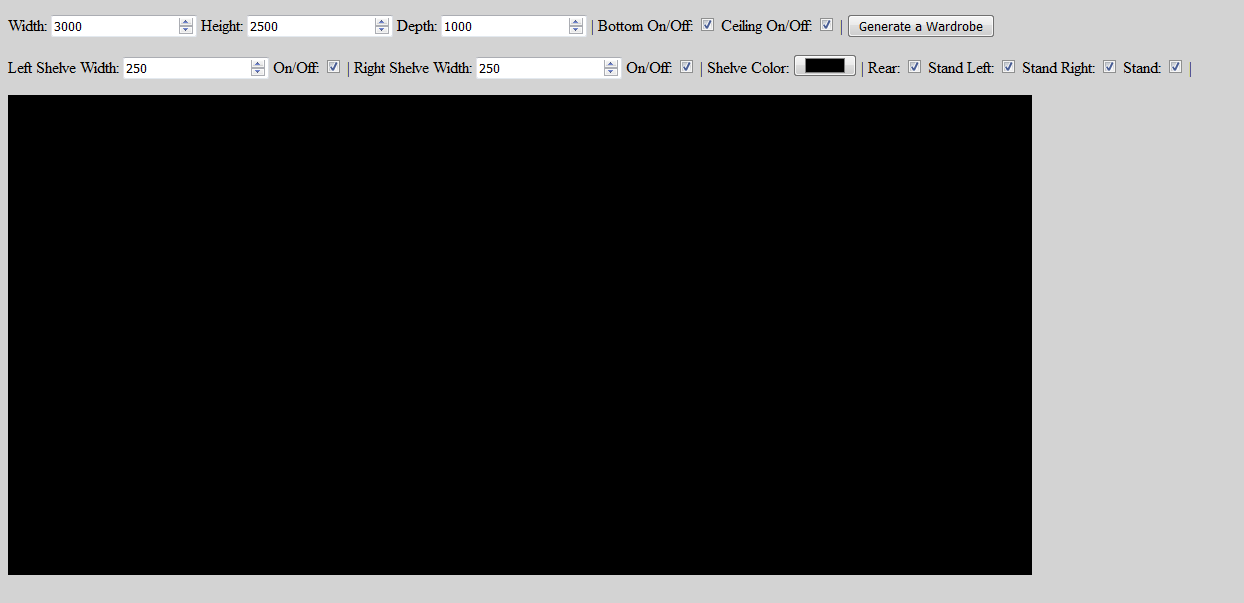 Width: 3000 Height: 2500 Depth: 1000 | Bottom On/Off: Ceiling On/Off: | Generate a Wardrobe
Left Shelve Width: 250 On/Off: | Right Shelve Width: 250 On/Off: | Shelve Color: | Rear: Stand Left: Stand Right: Stand: |